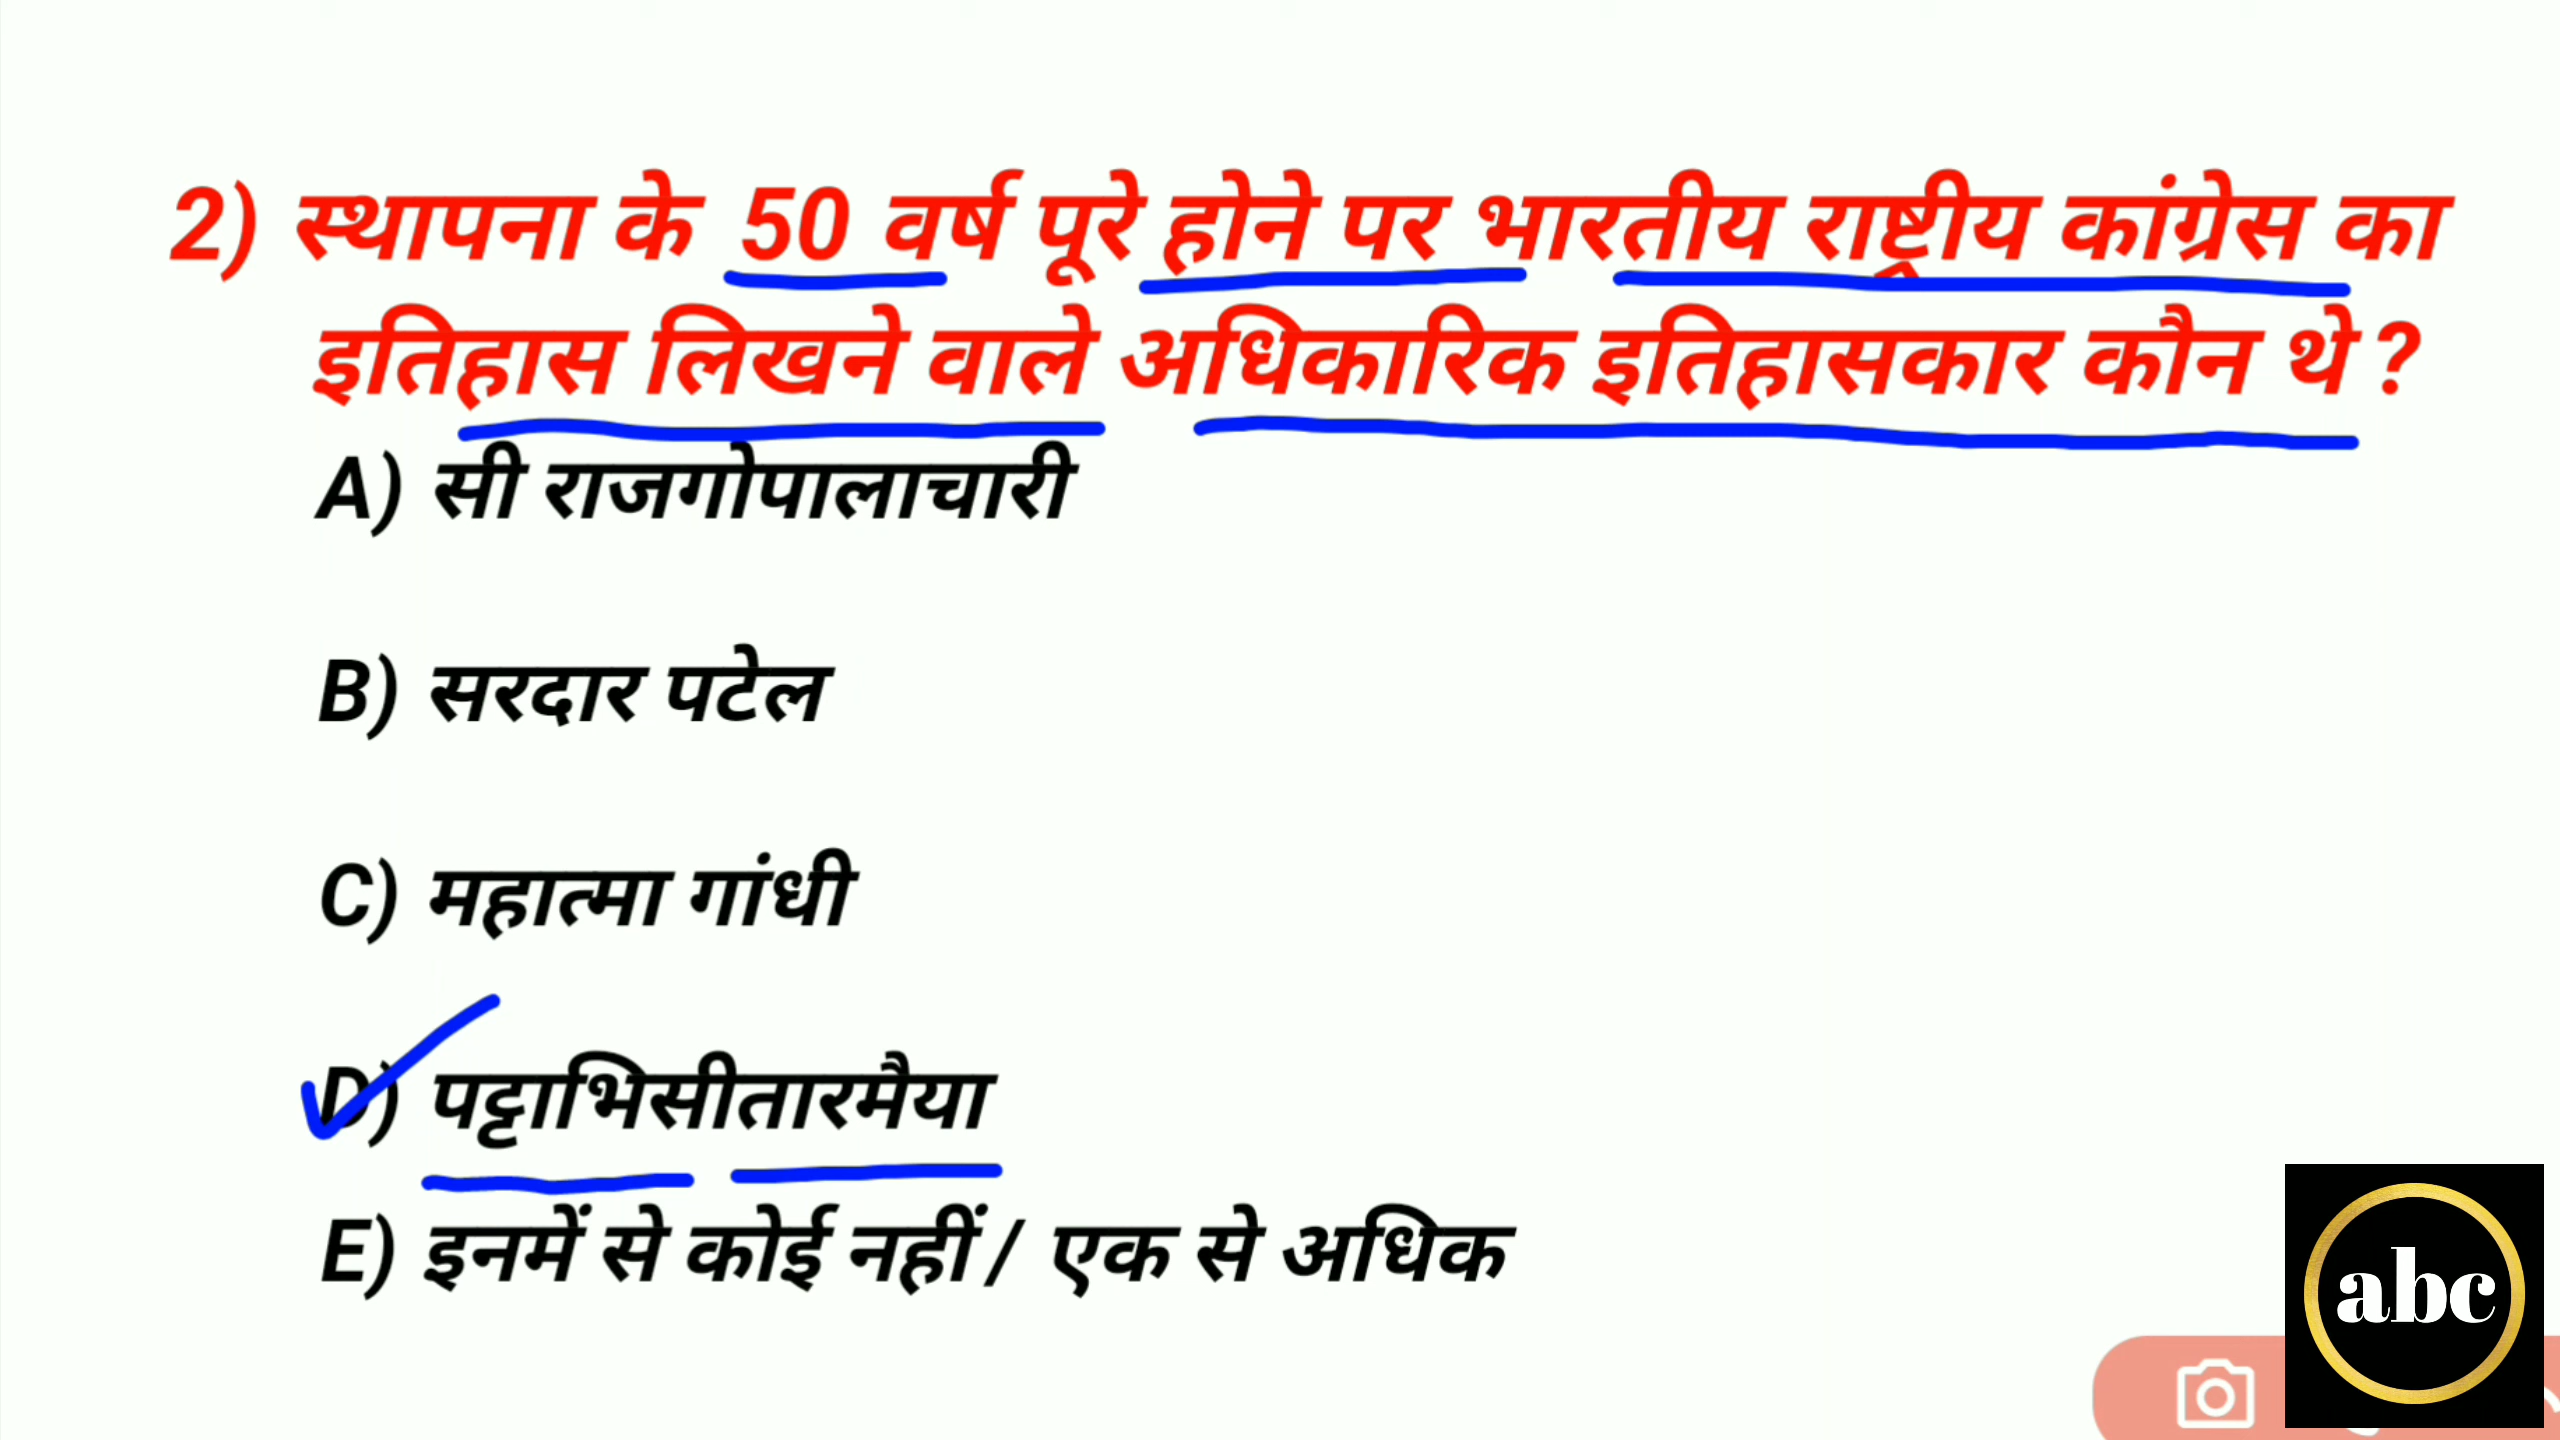 2) स्थापना के 50 वर्ष पूरे होने पर भारतीय राष्ट्रीय कांग्रेस का
इतिहास लिखने वाले अधिकारिक इतिहासकार कौन थे ?
A) सी राजगोपालाचारी
B) सरदार पटेल
C) महात्मा गांधी
D) पट्टाभिसीतारमैया
E) इनमें से कोई नहीं / एक से अधिक
abc